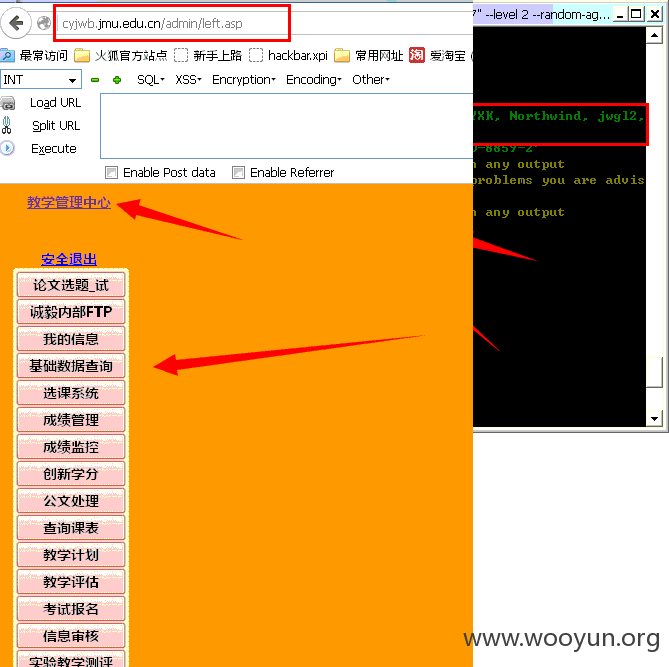 cyjwb.jmu.edu.cn/admin/left.asp
7" --level 2 --random-ag...
最常访问 火狐官方站点 新手上路 hackbar.xpi 常用网址 淘 爱淘宝
INT SQL XSS Encryption Encoding Other
Load URL
Split URL
Execute
YXK, Northwind, jwgl2,
o-8859-2'
n any output
problems you are advis
n any output
Enable Post data Enable Referrer
教学管理中心
安全退出
论文选题_试
诚毅内部FTP
我的信息
基础数据查询
选课系统
成绩管理
成绩监控
创新学分
公文处理
查询课表
教学计划
教学评估
考试报名
信息审核
实验教学测评
www.wooyun.org